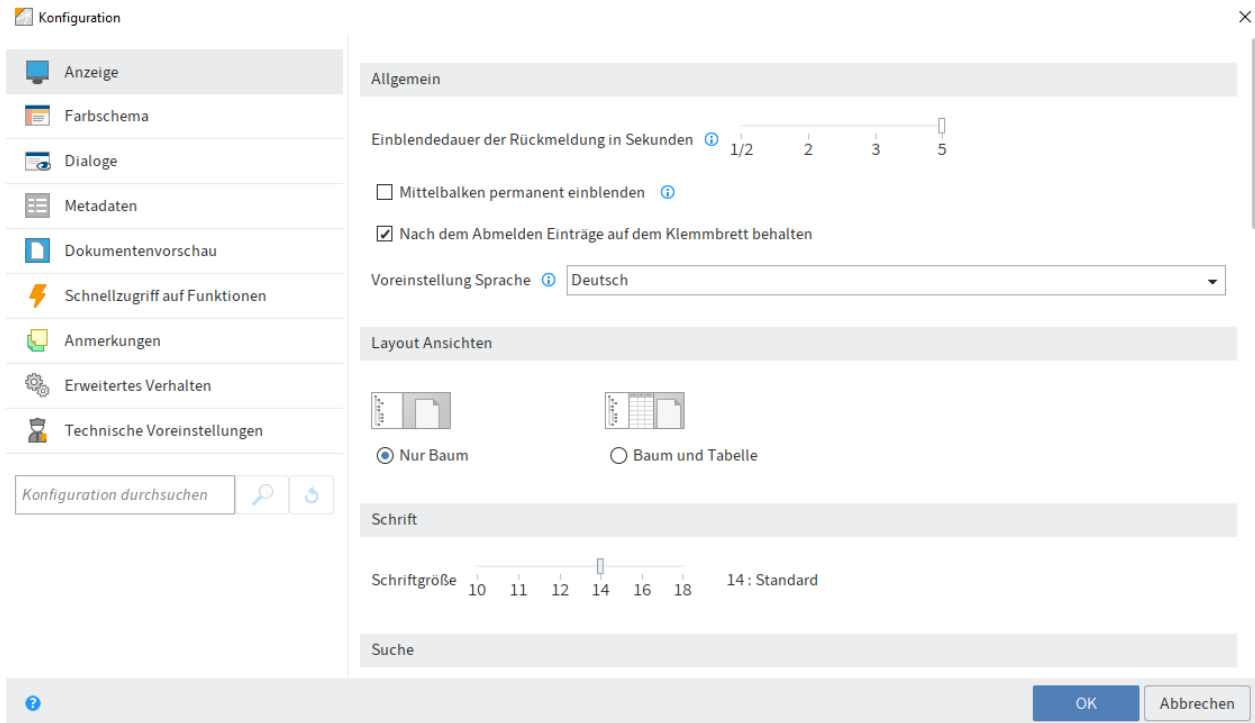 Konfiguration
Anzeige
Farbschema
Dialoge
Metadaten
Dokumentenvorschau
Schnellzugriff auf Funktionen
Anmerkungen
Erweitertes Verhalten
Technische Voreinstellungen
Konfiguration durchsuchen
Allgemein
Einblendedauer der Rückmeldung in Sekunden
1/2 2 3 5
Mittelbalken permanent einblenden
Nach dem Abmelden Einträge auf dem Klemmbrett behalten
Voreinstellung Sprache Deutsch
Layout Ansichten
Nur Baum Baum und Tabelle
Schrift
Schriftgröße 10 11 12 14 16 18 14 : Standard
Suche
OK Abbrechen